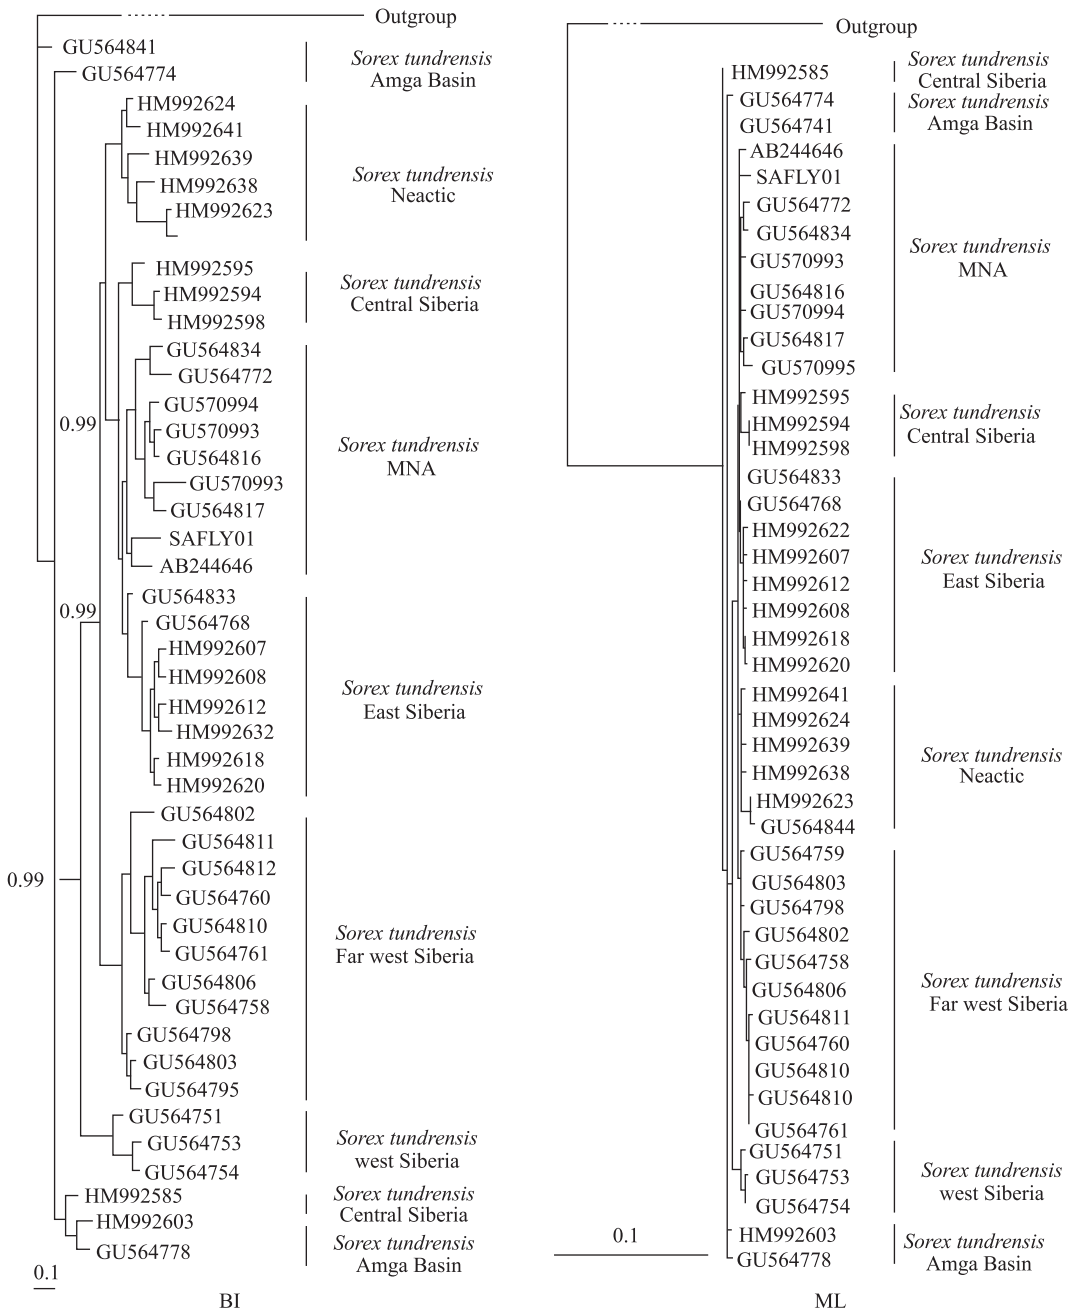 Outgroup
GU564841
GU564774
Sorex tundrensis
Amga Basin
HM992624
HM992641
HM992639
HM992638
HM992623
Sorex tundrensis
Neactic
HM992595
HM992594
HM992598
Sorex tundrensis
Central Siberia
GU564834
GU564772
GU570994
GU570993
GU564816
GU570993
GU564817
SAFLY01
AB244646
Sorex tundrensis
MNA
0.99
GU564833
GU564768
HM992607
HM992608
HM992612
HM992632
HM992618
HM992620
Sorex tundrensis
East Siberia
0.99
GU564802
GU564811
GU564812
GU564760
GU564810
GU564761
GU564806
GU564758
GU564798
GU564803
GU564795
Sorex tundrensis
Far west Siberia
0.99
GU564751
GU564753
GU564754
Sorex tundrensis
west Siberia
HM992585
Sorex tundrensis
Central Siberia
HM992603
GU564778
Sorex tundrensis
Amga Basin
0.1
BI
Outgroup
HM992585
Sorex tundrensis
Central Siberia
GU564774
GU564741
Sorex tundrensis
Amga Basin
AB244646
SAFLY01
GU564772
GU564834
GU570993
GU564816
GU570994
GU564817
GU570995
Sorex tundrensis
MNA
HM992595
HM992594
HM992598
Sorex tundrensis
Central Siberia
GU564833
GU564768
HM992622
HM992607
HM992612
HM992608
HM992618
HM992620
Sorex tundrensis
East Siberia
HM992641
HM992624
HM992639
HM992638
HM992623
GU564844
Sorex tundrensis
Neactic
GU564759
GU564803
GU564798
GU564802
GU564758
GU564806
GU564811
GU564760
GU564810
GU564810
GU564761
Sorex tundrensis
Far west Siberia
GU564751
GU564753
GU564754
Sorex tundrensis
west Siberia
HM992603
GU564778
Sorex tundrensis
Amga Basin
0.1
ML